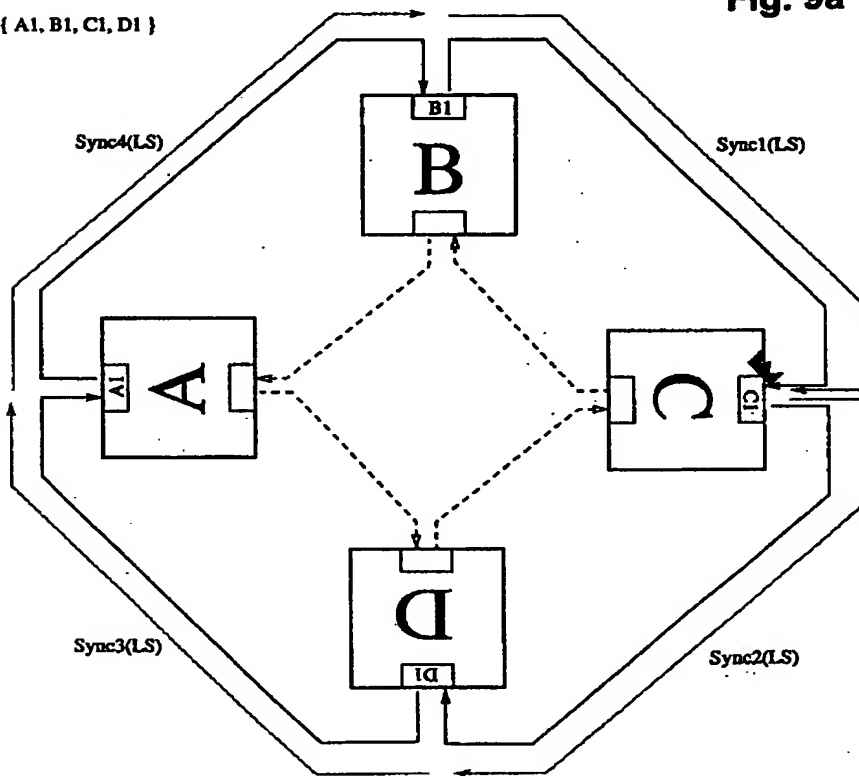 Fig. 9a
{ A1, B1, C1, D1 }
B1
Sync4(LS)
Sync1(LS)
B
A1
A
C
C1
D
Sync3(LS)
D1
Sync2(LS)